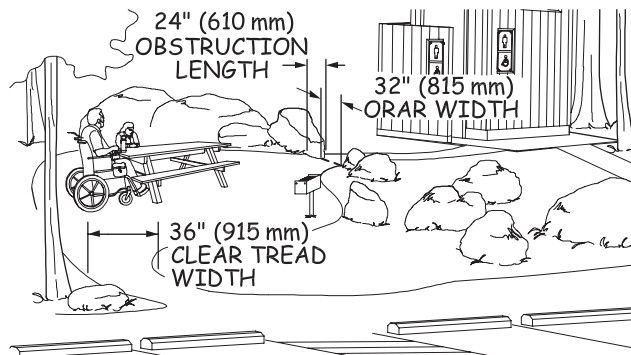 24" (610 mm)
OBSTRUCTION
LENGTH
32" (815 mm)
ORAR WIDTH
36" (915 mm)
CLEAR TREAD
WIDTH